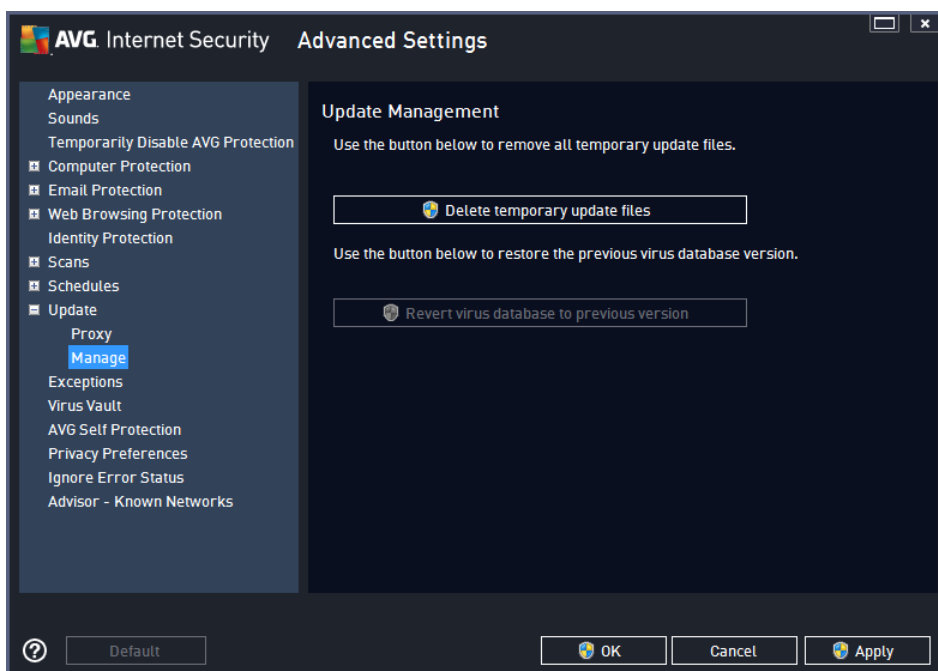 AVG. Internet Security Advanced Settings
Appearance
Sounds
Temporarily Disable AVG Protection
Computer Protection
Email Protection
Web Browsing Protection
Identity Protection
Scans
Schedules
Update
Proxy
Manage
Exceptions
Virus Vault
AVG Self Protection
Privacy Preferences
Ignore Error Status
Advisor - Known Networks
Update Management
Use the button below to remove all temporary update files.
Delete temporary update files
Use the button below to restore the previous virus database version.
Revert virus database to previous version
Default
OK
Cancel
Apply